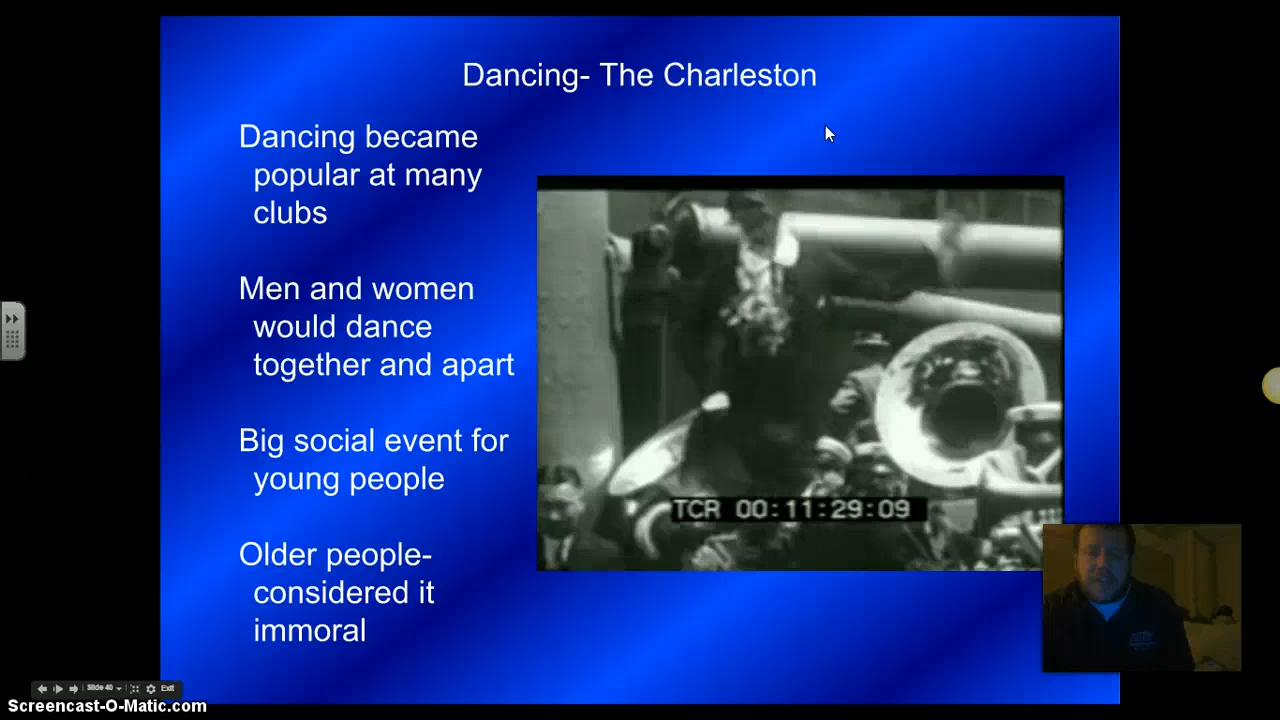 Dancing- The Charleston
Dancing became
popular at many
clubs
Men and women
would dance
together and apart
Big social event for
young people
Older people-
considered it
immoral
TCR 00:11:29:09
Slide 40
Exit
Screencast-O-Matic.com